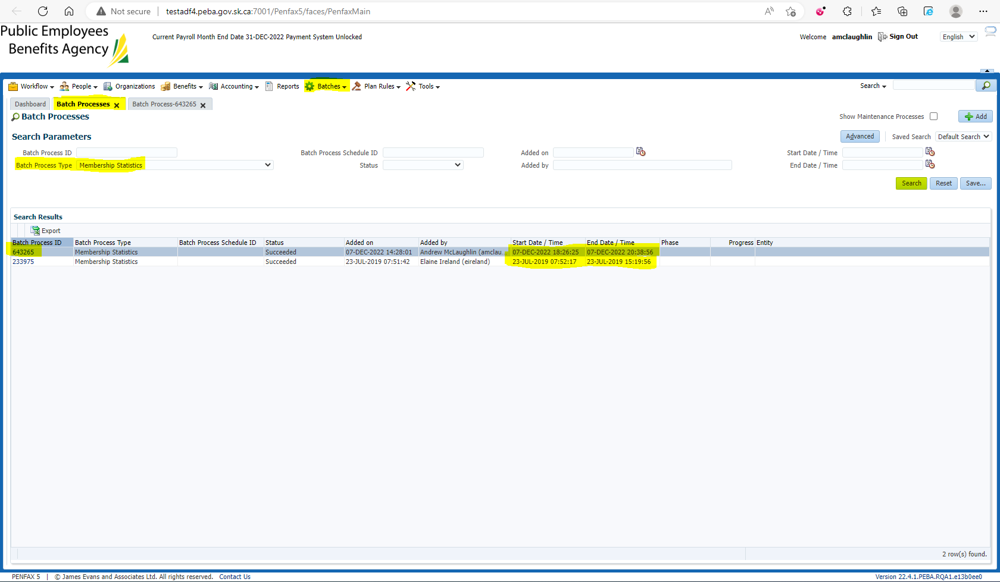 Not secure | testadf4.peba.gov.sk.ca:7001/Penfax5/faces/PenfaxMain
Public Employees
Benefits Agency
Current Payroll Month End Date 31-DEC-2022 Payment System Unlocked
Welcome amclaughlin Sign Out English
Workflow People Organizations Benefits Accounting Reports Batches Plan Rules Tools Search
Dashboard Batch Processes Batch Process-643265
Batch Processes Show Maintenance Processes Add
Search Parameters Advanced Saved Search Default Search
Batch Process ID Batch Process Schedule ID Added on Start Date / Time
Batch Process Type Membership Statistics Status Added by End Date / Time
Search Reset Save...
Search Results
Export
Batch Process ID Batch Process Type Batch Process Schedule ID Status Added on Added by Start Date / Time End Date / Time Phase Progress Entity
643265 Membership Statistics Succeeded 07-DEC-2022 14:28:01 Andrew McLaughlin (amclau... 07-DEC-2022 18:26:25 07-DEC-2022 20:38:56
233975 Membership Statistics Succeeded 23-JUL-2019 07:51:42 Elaine Ireland (eireland) 23-JUL-2019 07:52:17 23-JUL-2019 15:19:56
2 row(s) found.
PENFAX 5 | © James Evans and Associates Ltd. All rights reserved. Contact Us Version 22.4.1.PEBA.RQA1.e13b0ee0